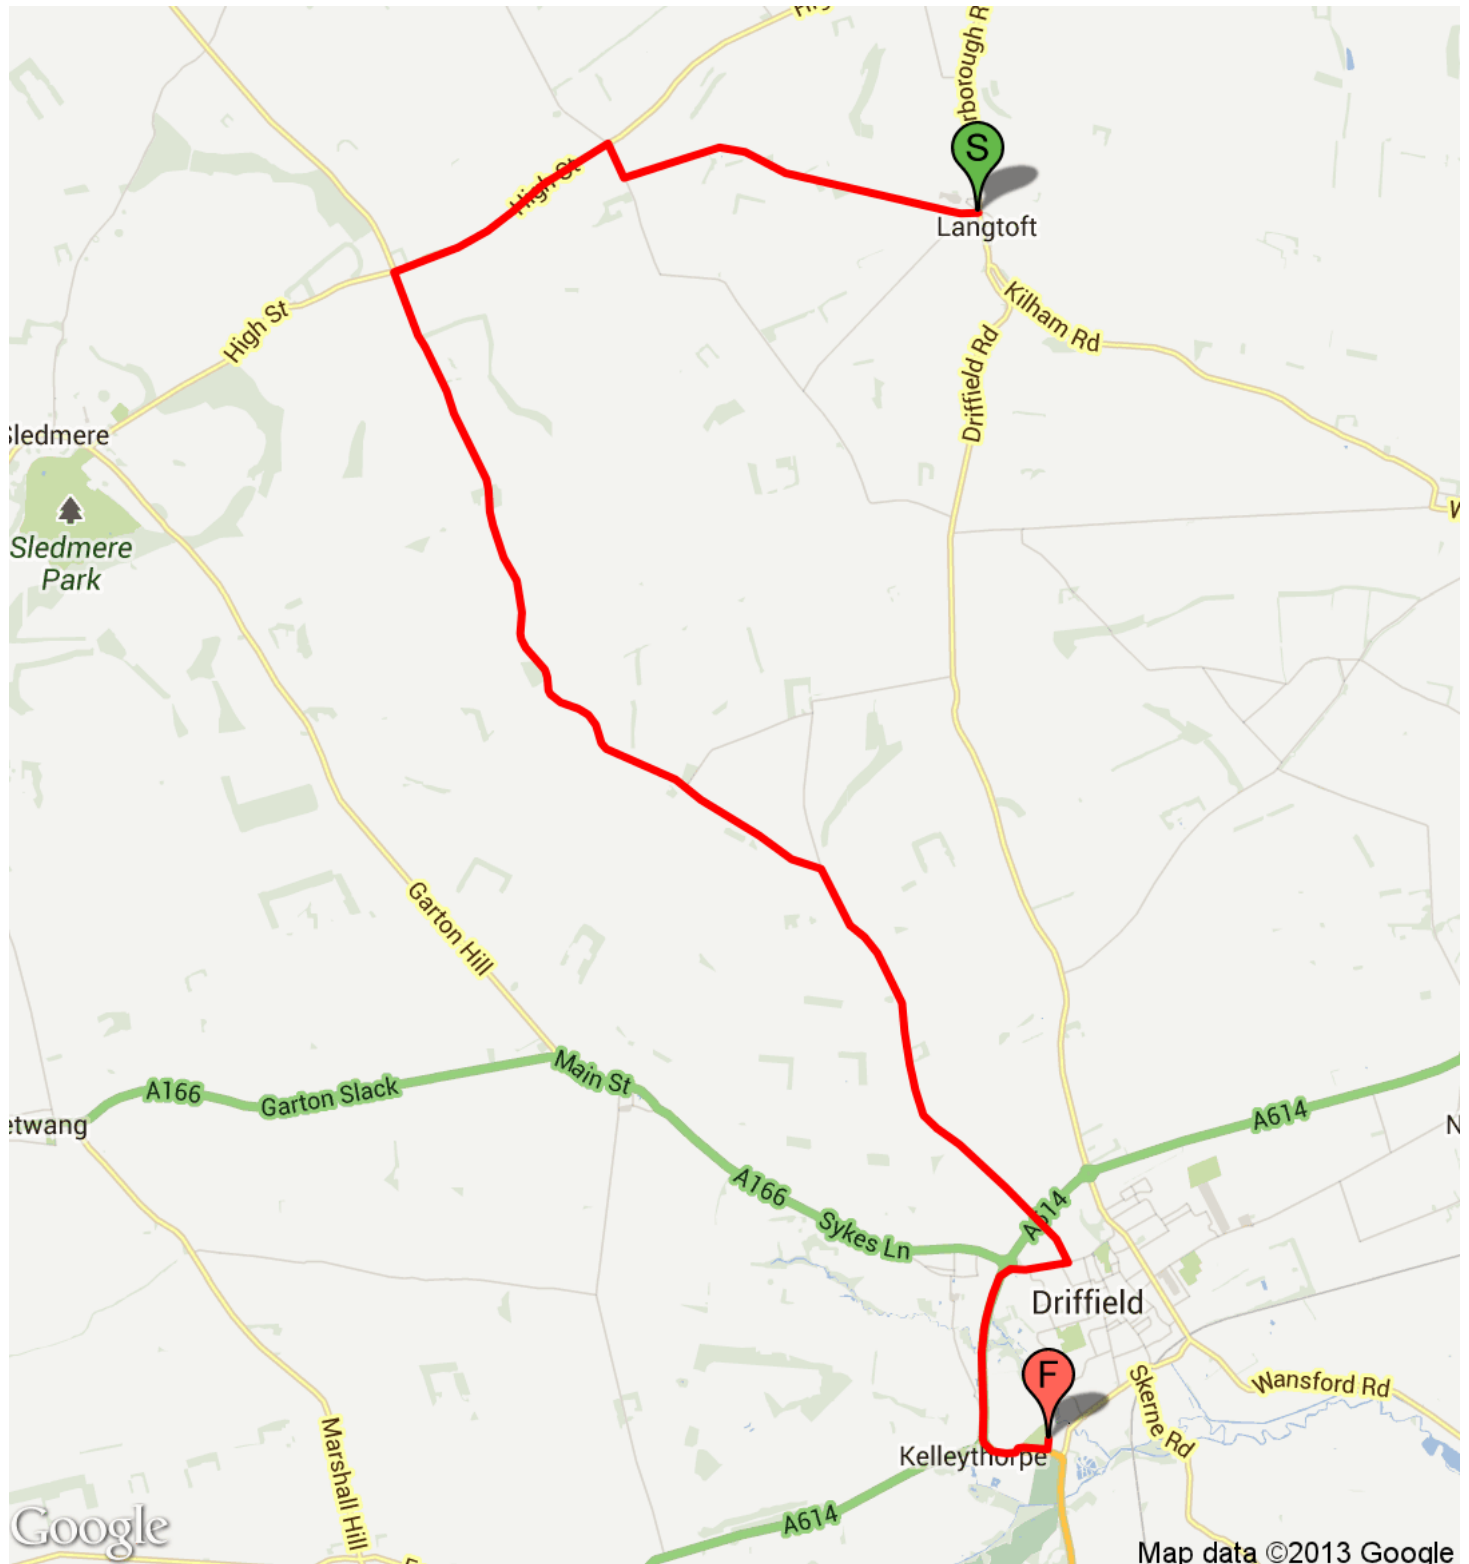 rborough R
S
Langtoft
High St
Kilham Rd
High St
Driffield Rd
Sledmere
Sledmere
Park
Garton Hill
Main St
A166
Garton Slack
etwang
A614
N
A166
A614
Sykes Ln
Driffield
F
Wansford Rd
Skerne Rd
Kelleythorpe
Marshall Hill
A614
Google
Map data ©2013 Google